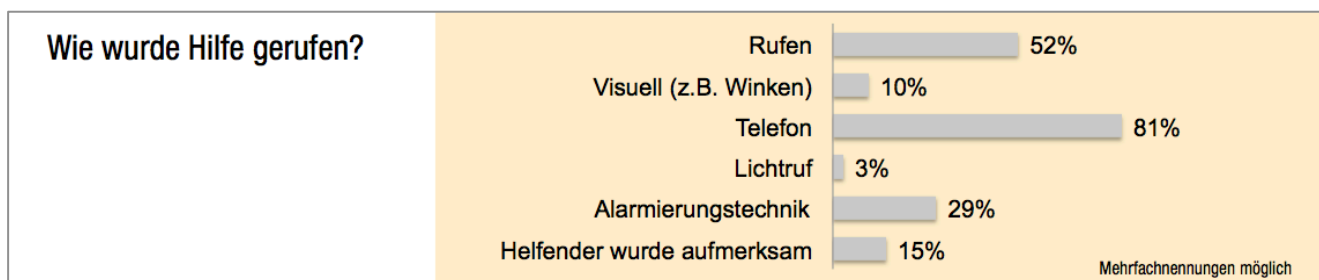 Wie wurde Hilfe gerufen?
Rufen 52%
Visuell (z.B. Winken) 10%
Telefon 81%
Lichtruf 3%
Alarmierungstechnik 29%
Helfender wurde aufmerksam 15%
Mehrfachnennungen möglich